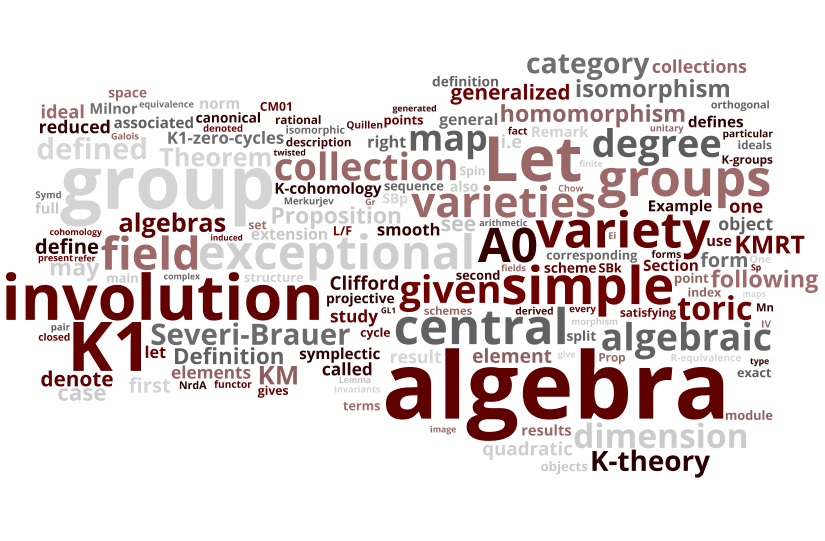 category collections
space definition generalized isomorphism
ideal Milnor equivalence norm CM01 generated homomorphism orthogonal
reduced associated canonical rational Quillen points general fact Remark defines
Galois denoted isomorphic unitary particular
defined K1-zero-cycles description right map i.e degree ideals
Theorem twisted collection Let K-groups
group K-cohomology sequence also Spin finite Chow groups
Symd full Merkurjev Gr SBp varieties Example one
algebras set Proposition smooth see arithmetic variety object
cohomology induced extension L/F A0 Ei use KMRT
define field exceptional corresponding forms form One
present refer may main complex structure second fields scheme SBk Section Sp point following
involution Clifford given simple index maps
projective GL1 schemes derived every satisfying toric Mn
pair K1 Severi-Brauer study cycle central morphism split algebraic IV
closed let Definition symplectic result element give Prop R-equivalence type
denote elements KM called algebra exact
case first NrdA functor gives Lemma invariants
terms module
image results dimension
quadratic
objects K-theory